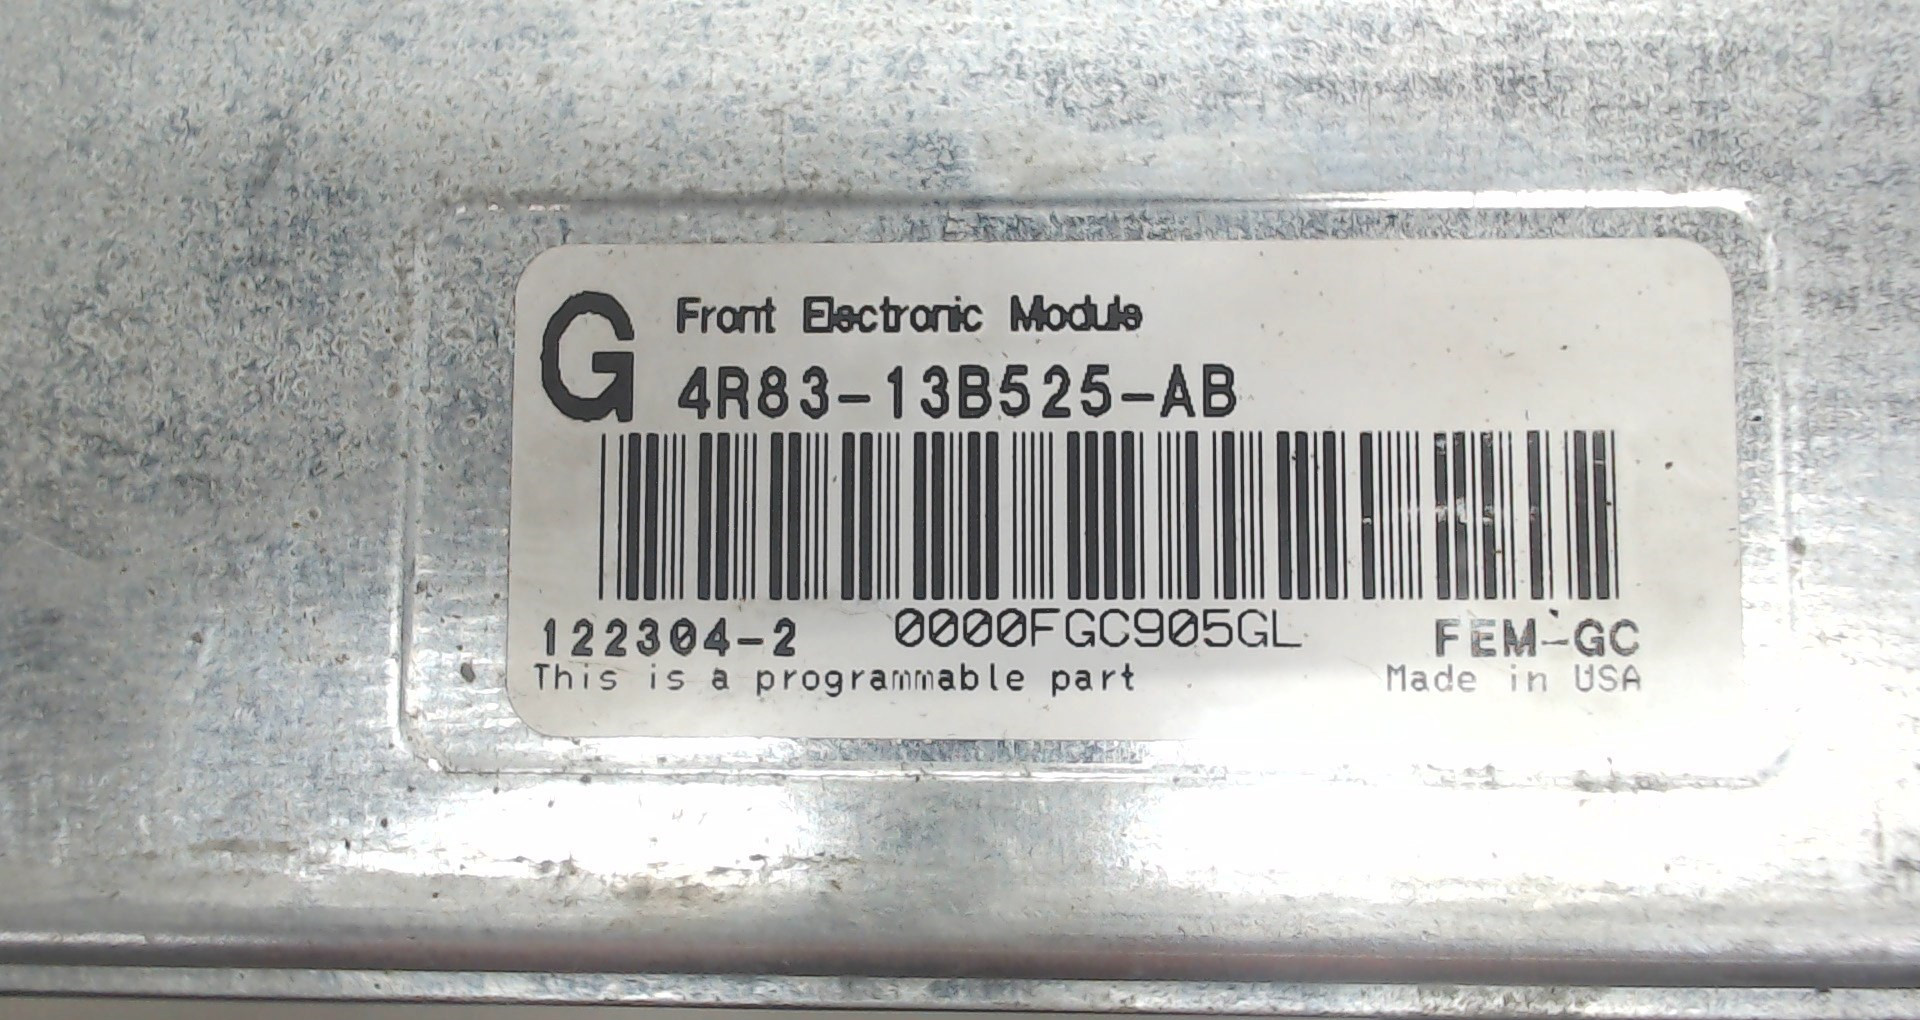 G Front Electronic Module
4R83-13B525-AB
122304-2 0000FGC905GL FEM-GC
This is a programmable part Made in USA